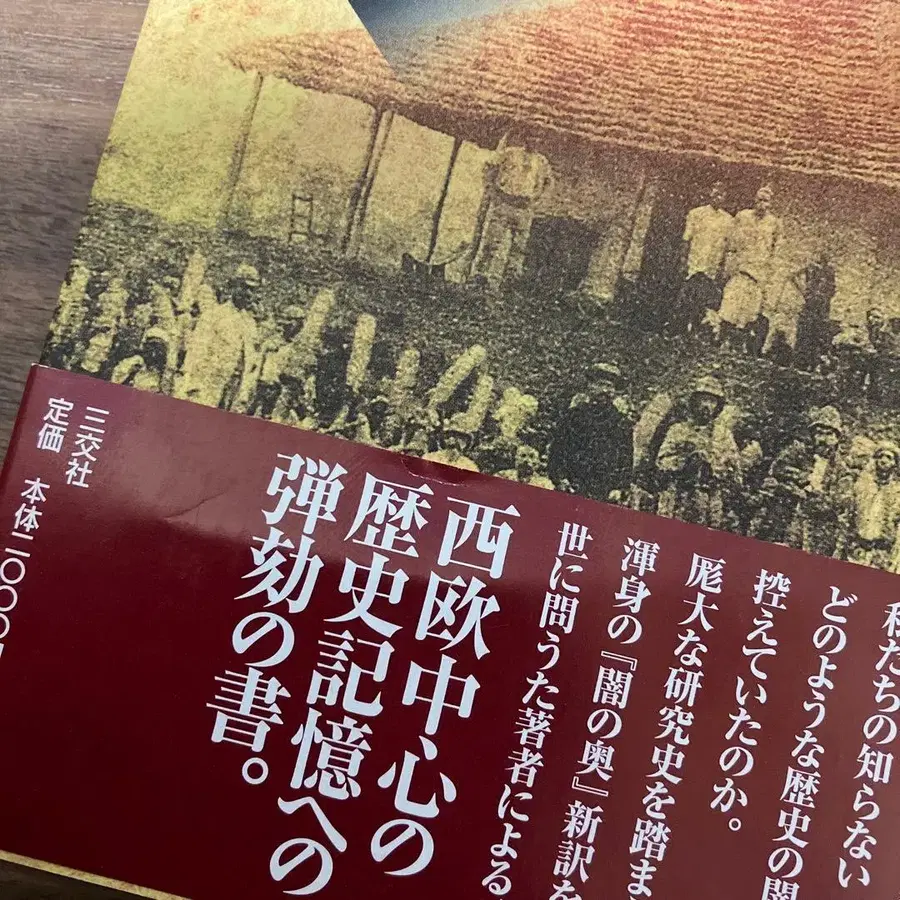 私たちの知らない
どのような歴史の闇
控えていたのか。
厖大な研究史を踏ま
渾身の『闇の奥』新訳を
世に問うた著者による
西欧中心の
歴史記憶への
弾劾の書。
三交社
定価 本体二〇〇〇